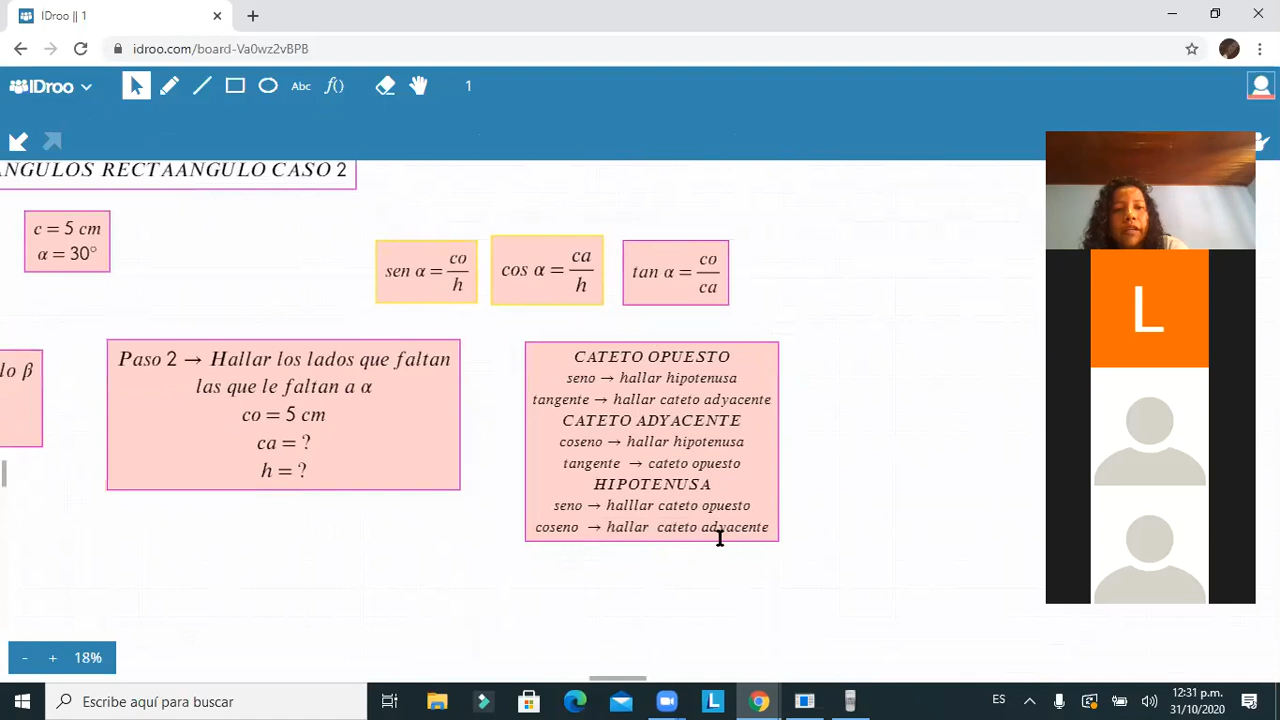 IDroo || 1
idroo.com/board-Va0wz2vBPB
IDroo
Abc
f()
1
ANGULOS RECTAANGULO CASO 2
c = 5 cm
α = 30°
sen α = co/h
cos α = ca/h
tan α = co/ca
lo β
Paso 2 → Hallar los lados que faltan
las que le faltan a α
co = 5 cm
ca = ?
h = ?
CATETO OPUESTO
seno → hallar hipotenusa
tangente → hallar cateto adyacente
CATETO ADYACENTE
coseno → hallar hipotenusa
tangente → cateto opuesto
HIPOTENUSA
seno → halllar cateto opuesto
coseno → hallar cateto adyacente
L
- + 18%
Escribe aquí para buscar
L
ES
12:31 p.m.
31/10/2020